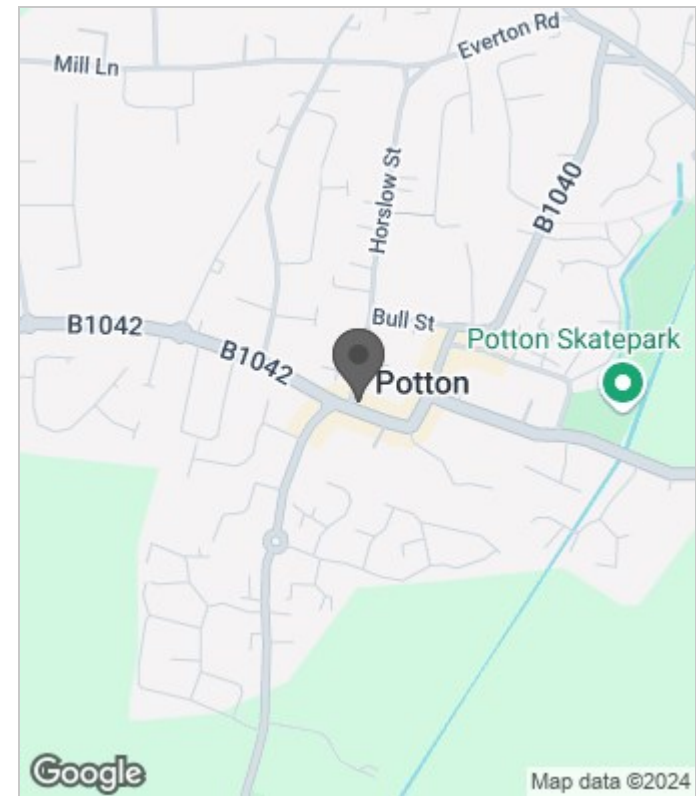 Everton Rd
Mill Ln
Horslow St
B1040
B1042
Bull St
B1042
Potton Skatepark
Potton
Google
Map data ©2024